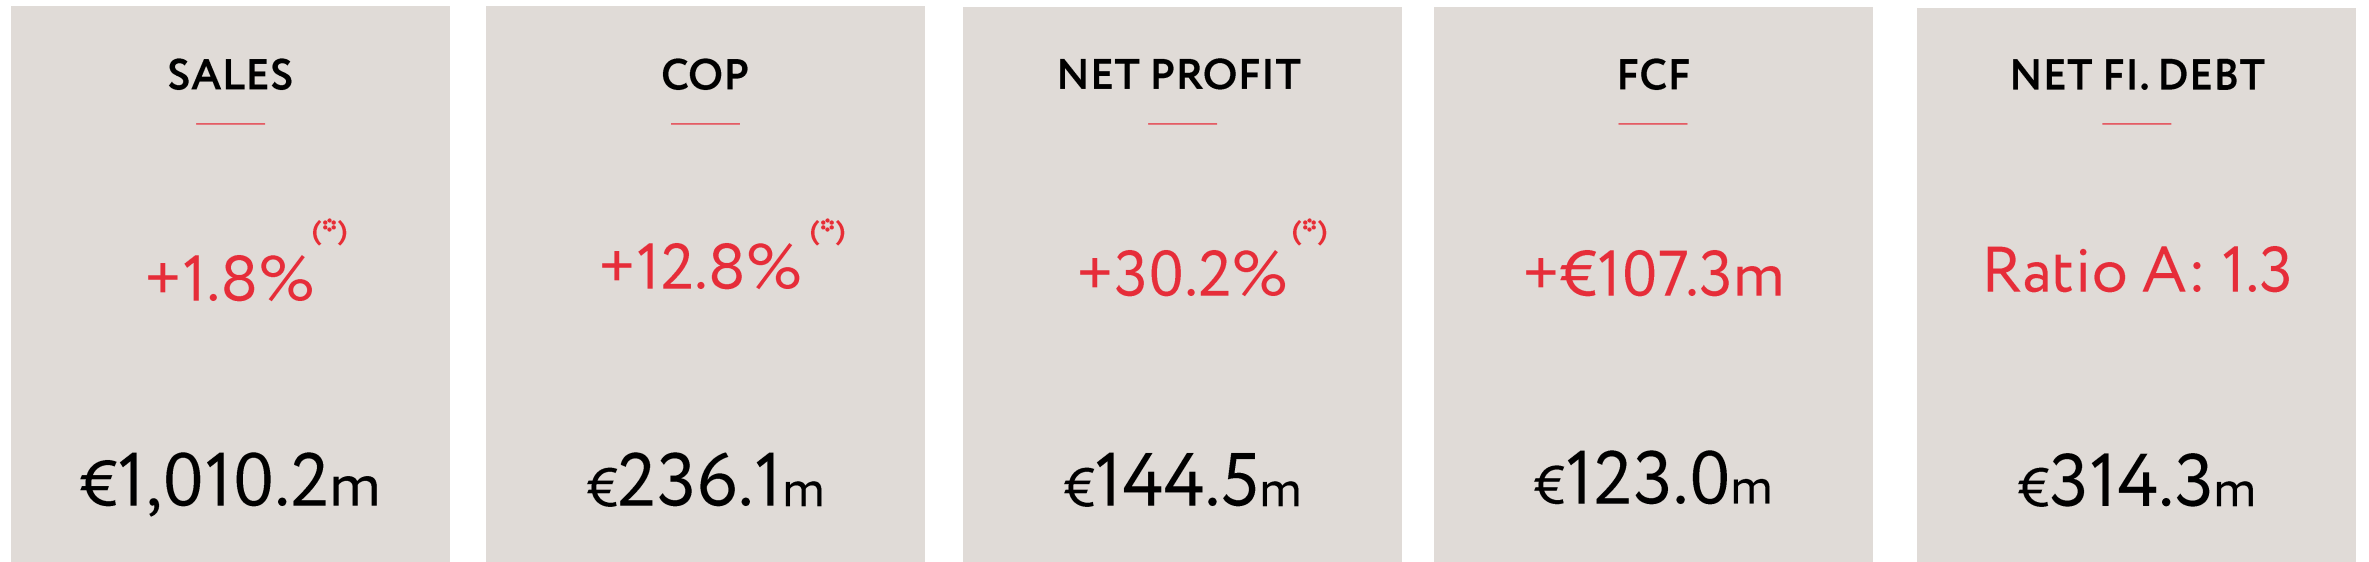 SALES
+1.8% (*)
€1,010.2m
COP
+12.8% (*)
€236.1m
NET PROFIT
+30.2% (*)
€144.5m
FCF
+€107.3m
€123.0m
NET FI. DEBT
Ratio A: 1.3
€314.3m